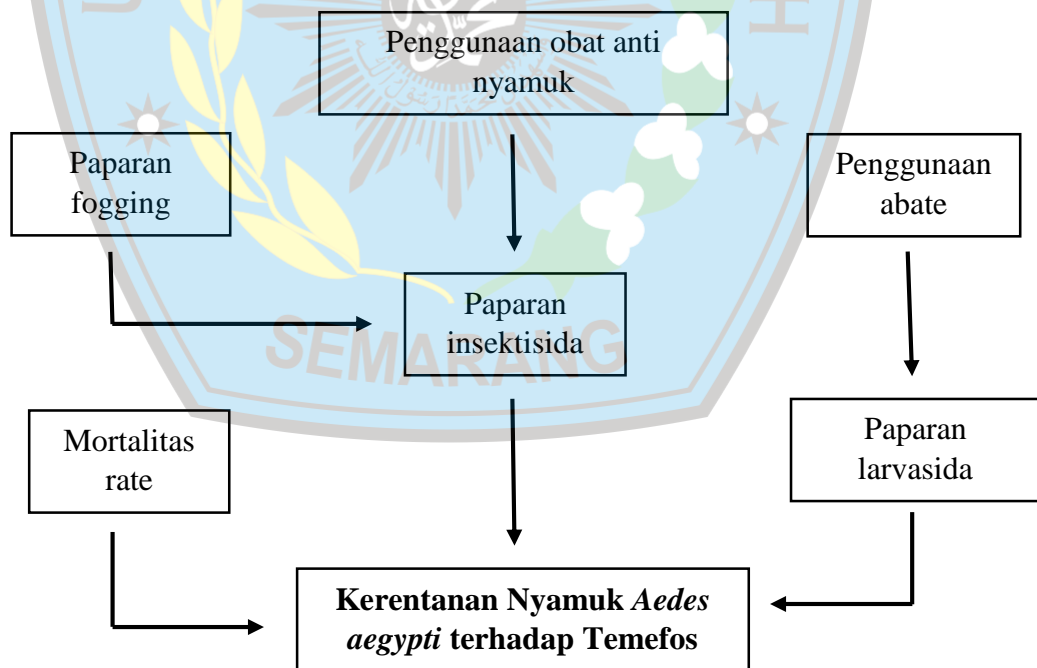 Penggunaan obat anti
nyamuk
Paparan
fogging
Penggunaan
abate
Paparan
insektisida
SEMARANG
Mortalitas
rate
Paparan
larvasida
Kerentanan Nyamuk Aedes
aegypti terhadap Temefos